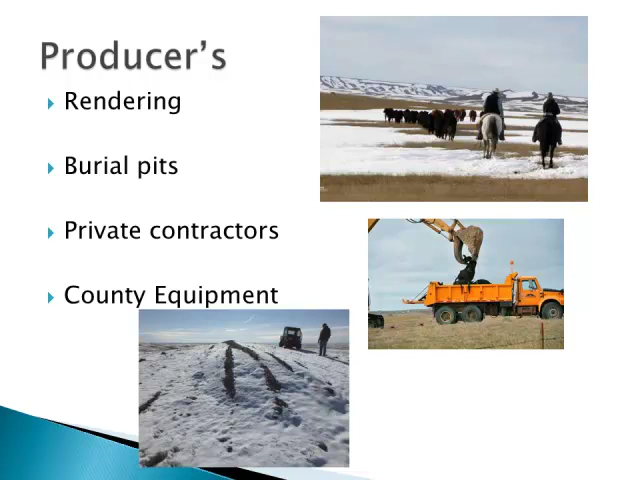 Producer’s
Rendering
Burial pits
Private contractors
County Equipment